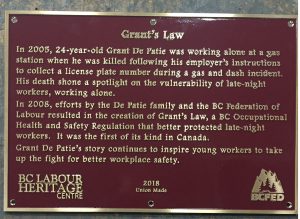 Grant's Law
In 2005, 24-year-old Grant De Patie was working alone at a gas
station when he was killed following his employer's instructions
to collect a license plate number during a gas and dash incident.
His death shone a spotlight on the vulnerability of late-night
workers, working alone.
In 2008, efforts by the De Patie family and the BC Federation of
Labour resulted in the creation of Grant's Law, a BC Occupational
Health and Safety Regulation that better protected late-night
workers. It was the first of its kind in Canada.
Grant De Patie's story continues to inspire young workers to take
up the fight for better workplace safety.
BC LABOUR
HERITAGE
CENTRE
2018
Union Made
BCFED